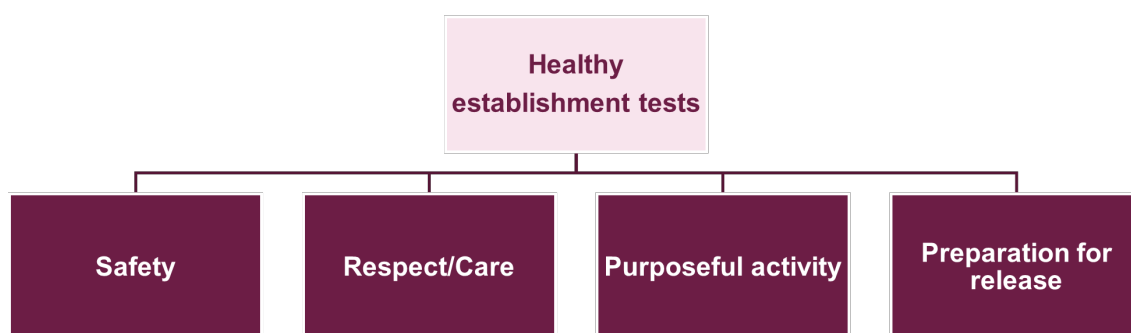 Healthy
establishment tests
Safety
Respect/Care
Purposeful activity
Preparation for
release